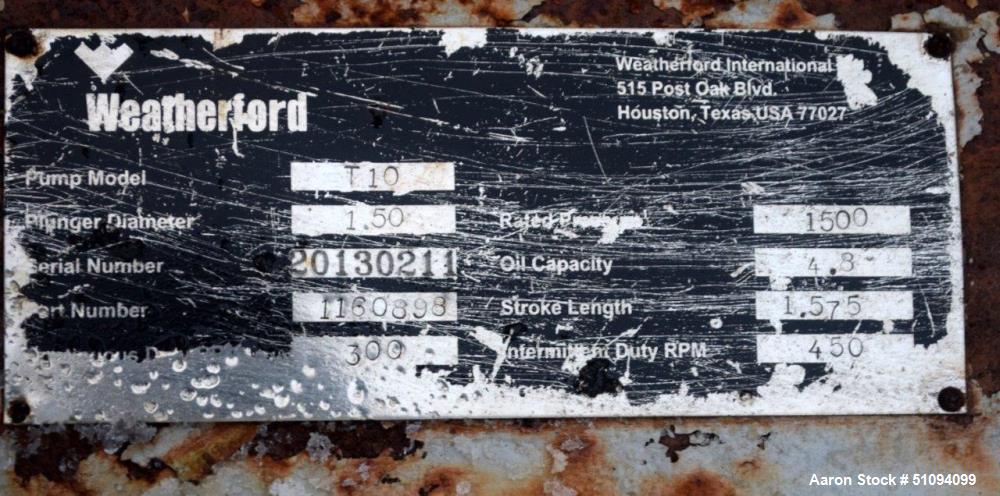 Weatherford
Weatherford International
515 Post Oak Blvd.
Houston, Texas USA 77027
Pump Model T10
Plunger Diameter 1.50 Rated Pressure 1500
Serial Number 20130211 Oil Capacity 4.8
Part Number 1160898 Stroke Length 1.575
300 Intermittent Duty RPM 450
Aaron Stock # 51094099